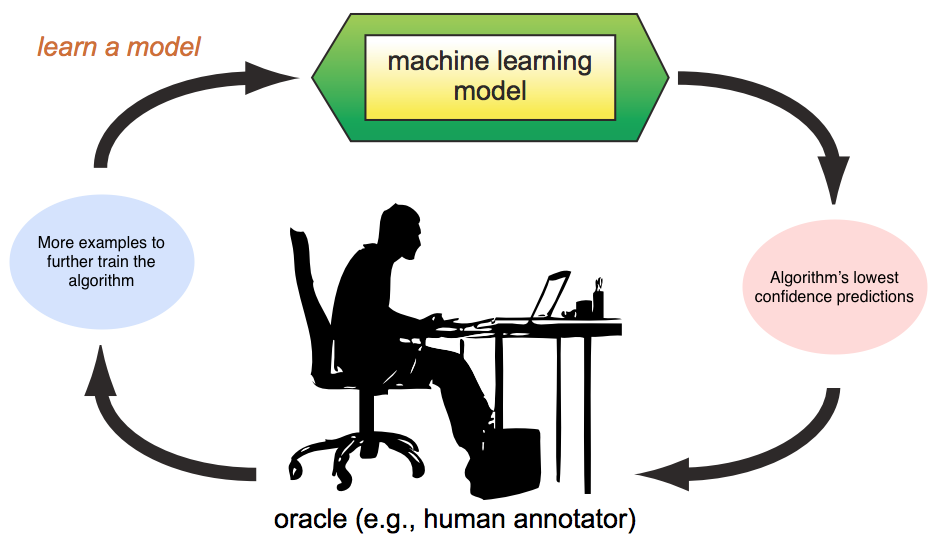 learn a model
machine learning
model
More examples to
further train the
algorithm
Algorithm’s lowest
confidence predictions
oracle (e.g., human annotator)